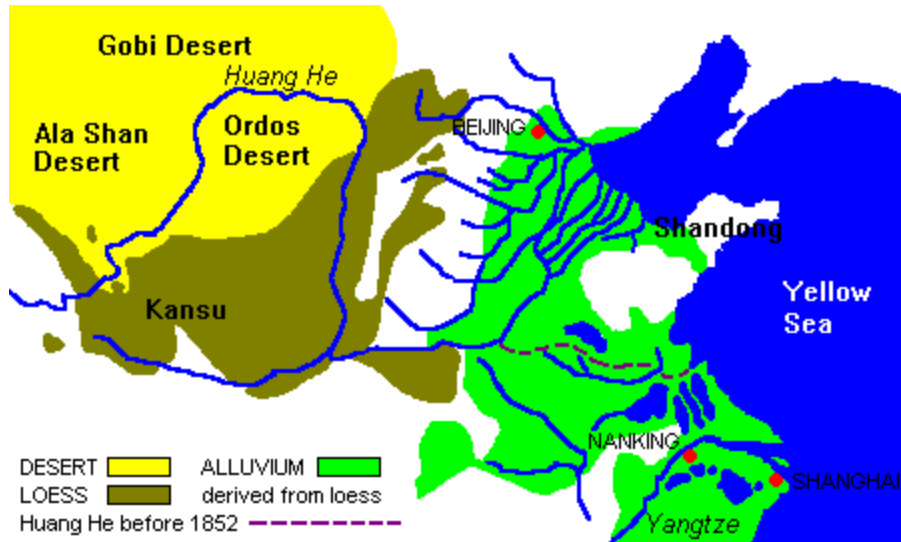 Gobi Desert
Huang He
Ala Shan
Desert
Ordos
Desert
BEIJING
Shandong
Kansu
Yellow
Sea
NANKING
SHANGHAI
Yangtze
DESERT
ALLUVIUM
LOESS
derived from loess
Huang He before 1852